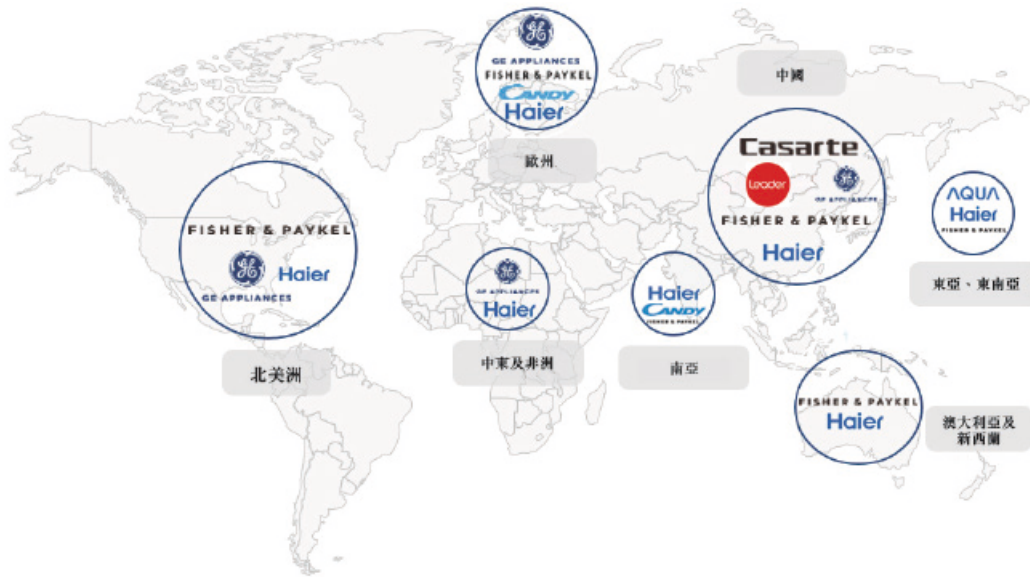 GE APPLIANCES
FISHER & PAYKEL
CANDY
Haier
歐州
中國
Casarte
Leader
GE APPLIANCES
FISHER & PAYKEL
Haier
AQUA
Haier
FISHER & PAYKEL
東亞、東南亞
FISHER & PAYKEL
GE APPLIANCES
Haier
北美洲
GE APPLIANCES
Haier
中東及非洲
Haier
CANDY
FISHER & PAYKEL
南亞
FISHER & PAYKEL
Haier
澳大利亞及
新西蘭